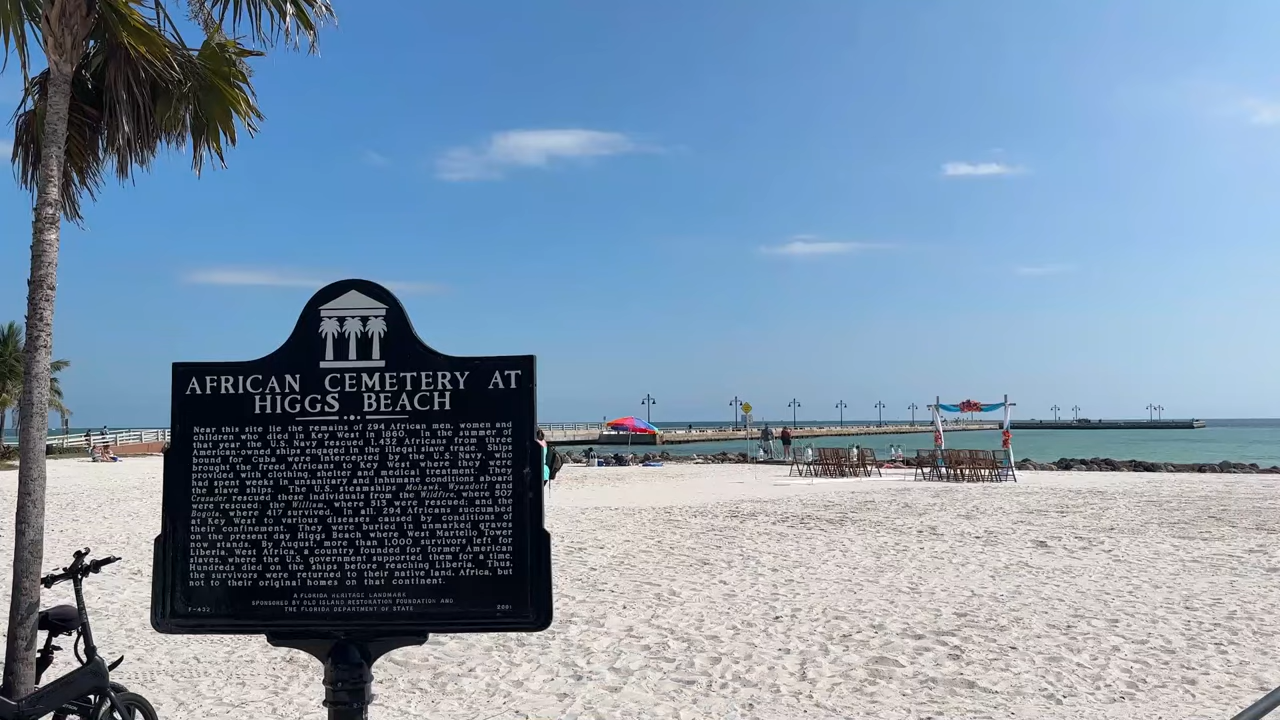 AFRICAN CEMETERY AT
HIGGS BEACH
Near this site lie the remains of 294 African men, women and
children who died in Key West in 1860. In the summer of
that year the U.S. Navy rescued 1,432 Africans from three
American-owned ships engaged in the illegal slave trade. Ships
bound for Cuba were intercepted by the U.S. Navy, who
brought the freed Africans to Key West where they were
provided with clothing, shelter and medical treatment. They
had spent weeks in unsanitary and inhumane conditions aboard
the slave ships. The U.S. steamships Mohawk, Wyandott and
Crusader rescued these individuals from the Wildfire, where 507
were rescued; the William, where 513 were rescued; and the
Bogota, where 417 survived. In all, 294 Africans succumbed
at Key West to various diseases caused by conditions of
their confinement. They were buried in unmarked graves
on the present day Higgs Beach where West Martello Tower
now stands. By August, more than 1,000 survivors left for
Liberia, West Africa, a country founded for former American
slaves, where the U.S. government supported them for a time.
Hundreds died on the ships before reaching Liberia. Thus,
the survivors were returned to their native land, Africa, but
not to their original homes on that continent.
A FLORIDA HERITAGE LANDMARK
SPONSORED BY OLD ISLAND RESTORATION FOUNDATION AND
THE FLORIDA DEPARTMENT OF STATE
F-432
2001